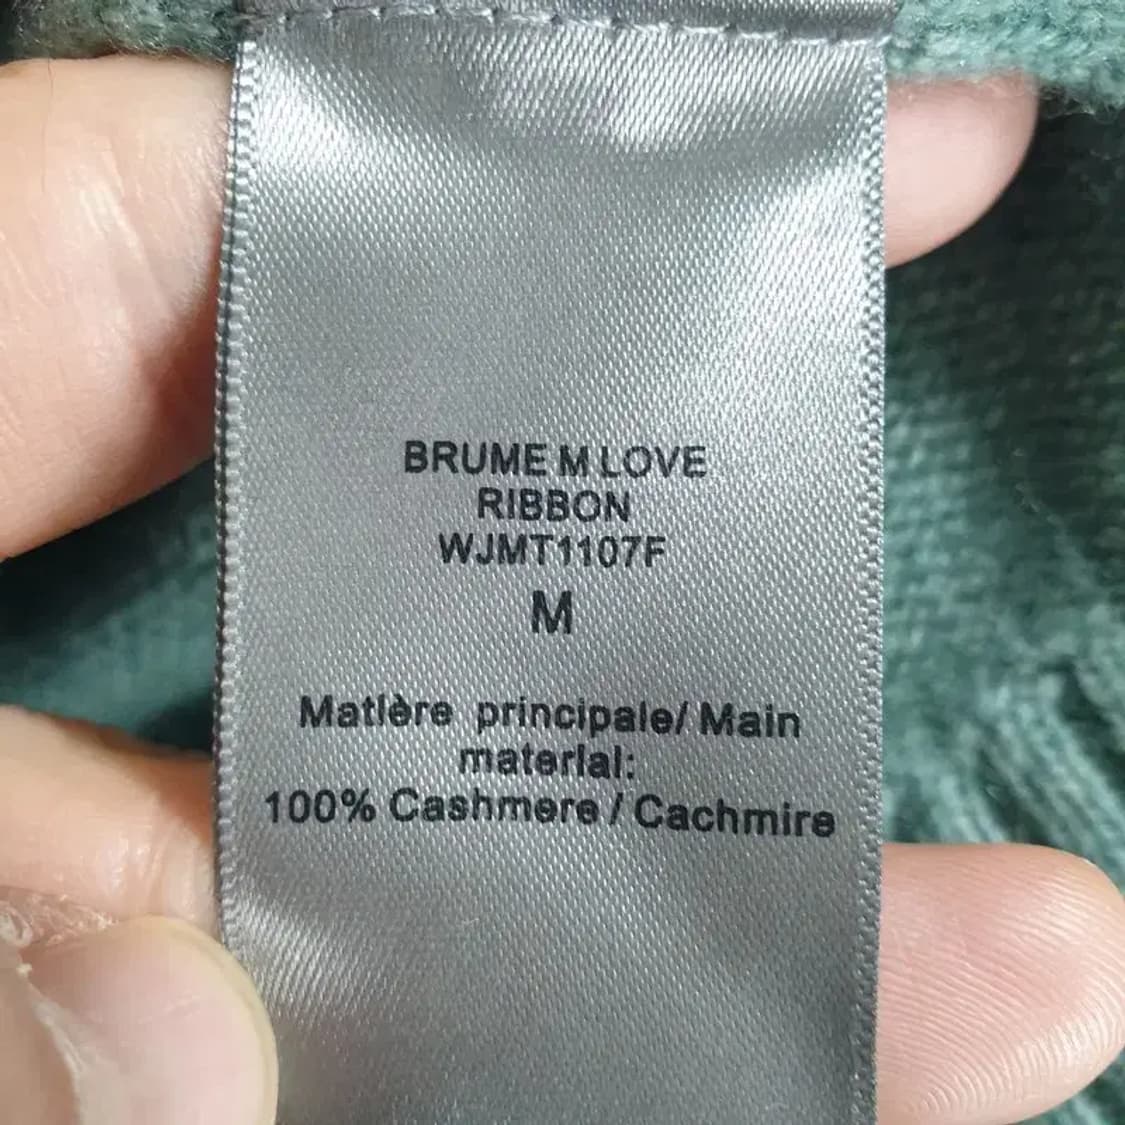 BRUME M LOVE
RIBBON
WJMT1107F
M
Matière principale/ Main
material:
100% Cashmere / Cachmire